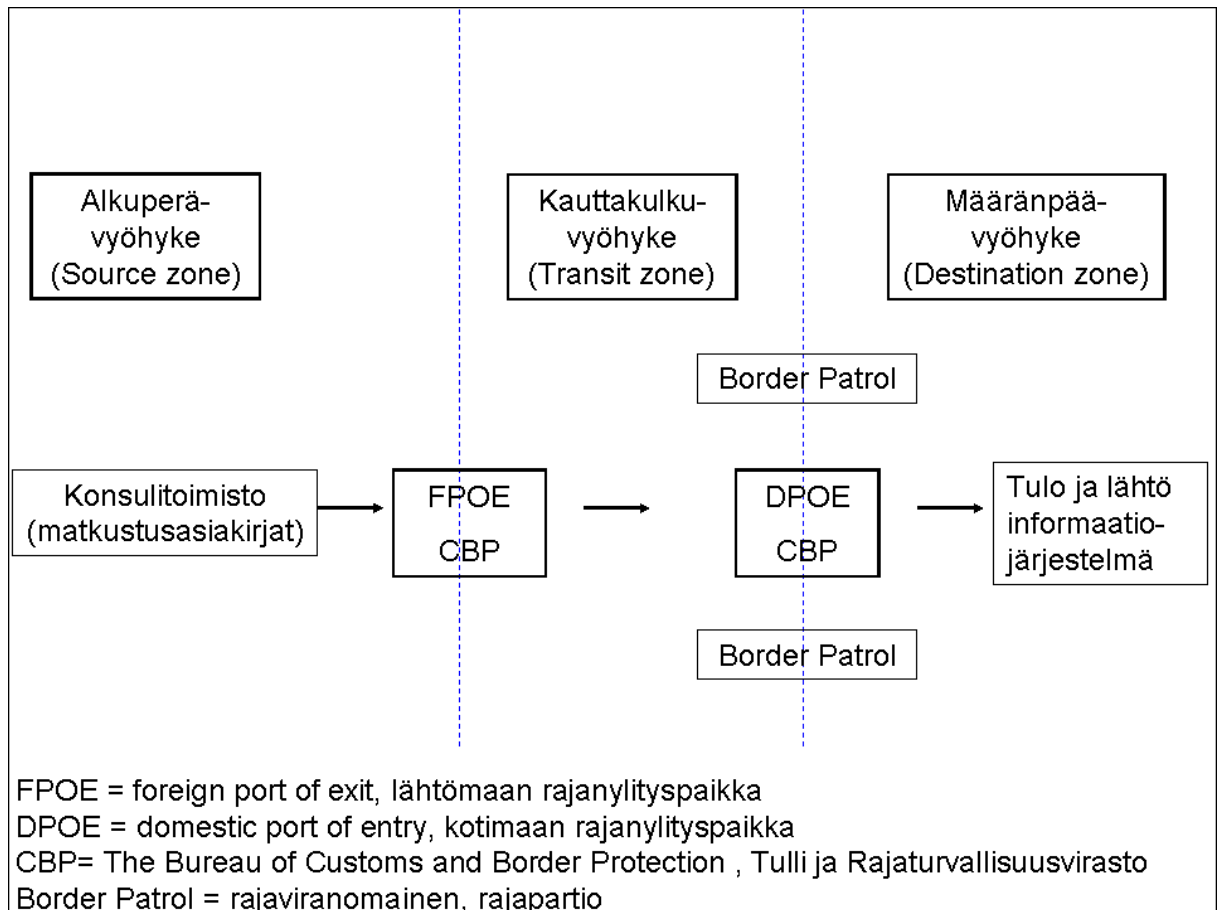 Alkuperä-
vyöhyke
(Source zone)
Kauttakulku-
vyöhyke
(Transit zone)
Määränpää-
vyöhyke
(Destination zone)
Border Patrol
Konsulitoimisto
(matkustusasiakirjat)
FPOE
CBP
DPOE
CBP
Tulo ja lähtö
informaatio-
järjestelmä
Border Patrol
FPOE = foreign port of exit, lähtömaan rajanylityspaikka
DPOE = domestic port of entry, kotimaan rajanylityspaikka
CBP= The Bureau of Customs and Border Protection , Tulli ja Rajaturvallisuusvirasto
Border Patrol = rajaviranomainen, rajapartio